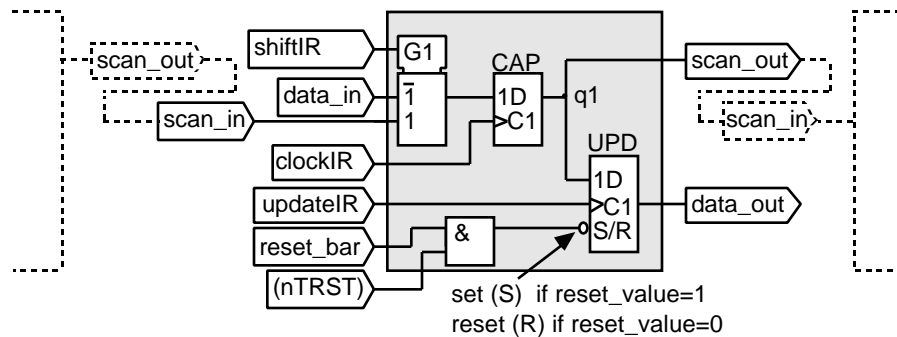 shiftIR
G1
CAP
scan_out
scan_out
data_in
1
1D
q1
scan_in
1
C1
scan_in
clockIR
UPD
1D
updateIR
C1
data_out
reset_bar
&
S/R
(nTRST)
set (S) if reset_value=1
reset (R) if reset_value=0